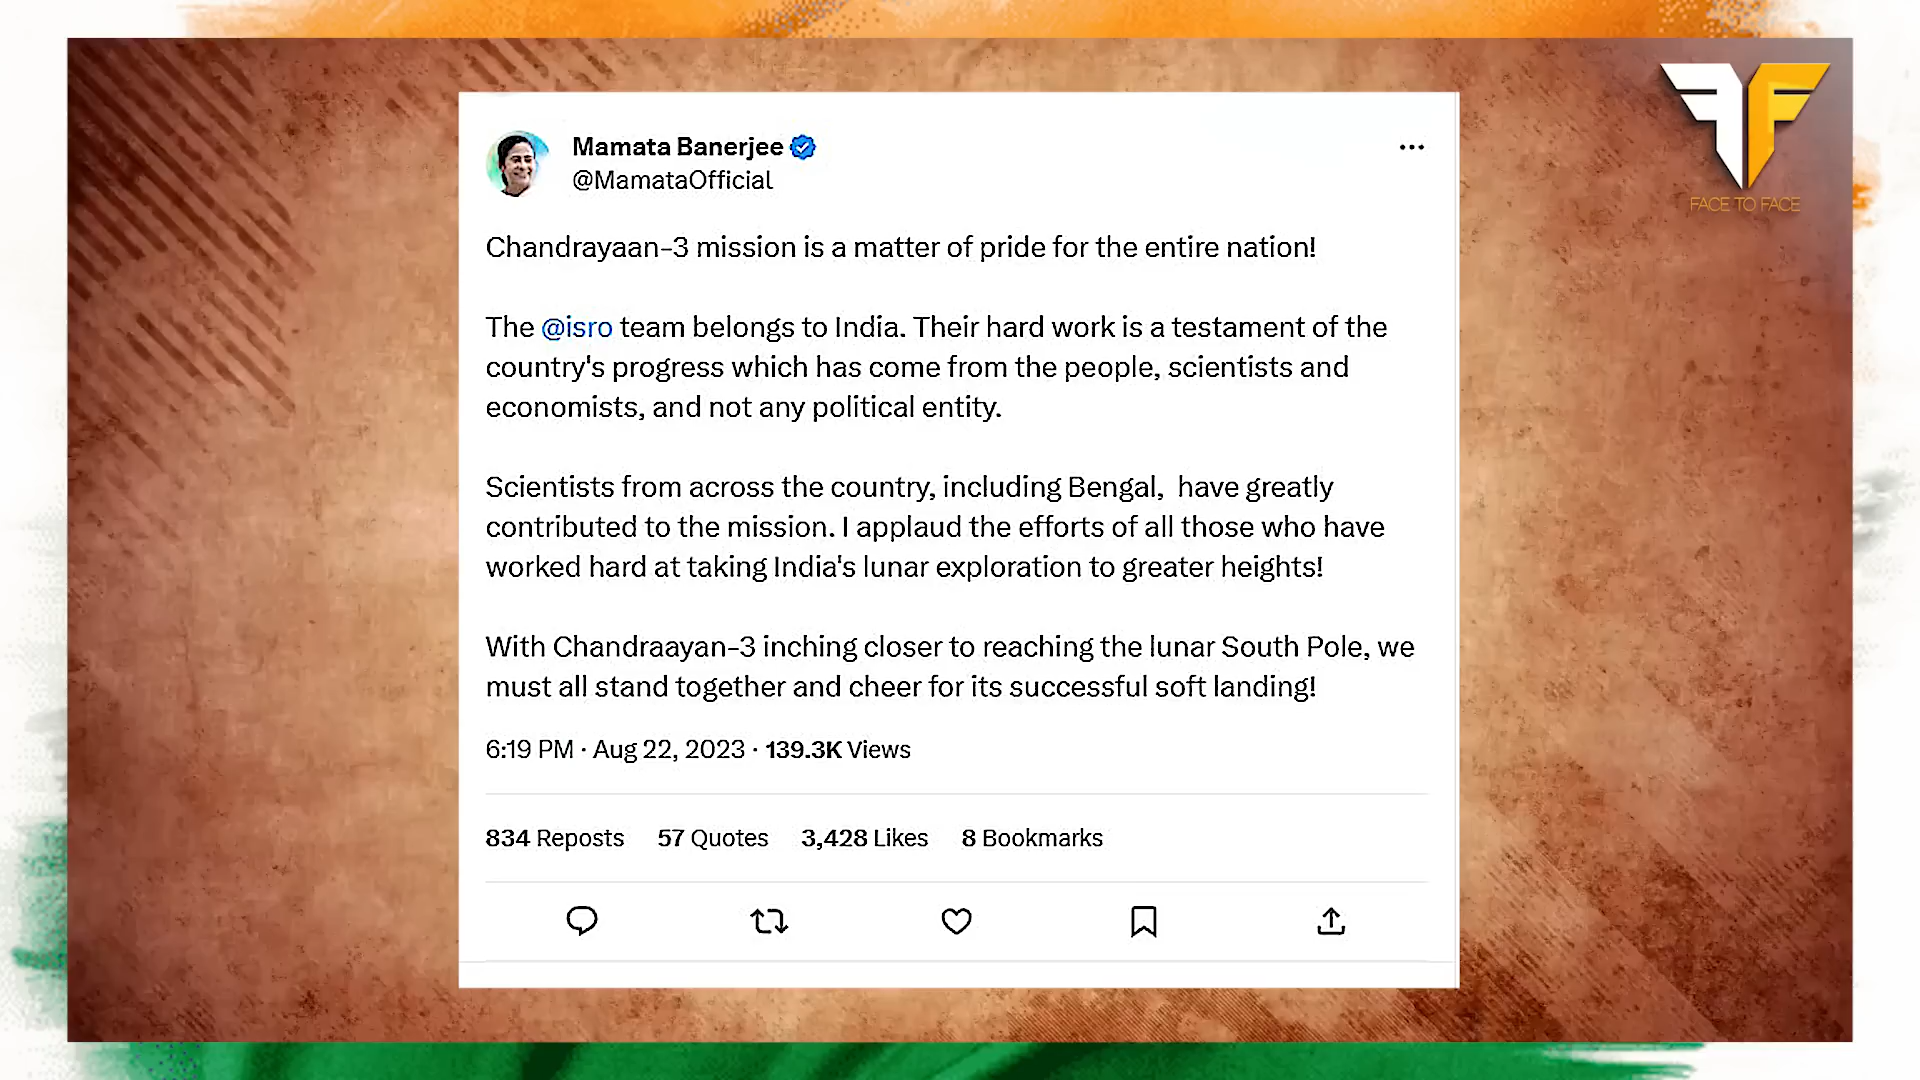 FACE TO FACE
Mamata Banerjee
@MamataOfficial
Chandrayaan-3 mission is a matter of pride for the entire nation!
The @isro team belongs to India. Their hard work is a testament of the
country's progress which has come from the people, scientists and
economists, and not any political entity.
Scientists from across the country, including Bengal,  have greatly
contributed to the mission. I applaud the efforts of all those who have
worked hard at taking India's lunar exploration to greater heights!
With Chandraayan-3 inching closer to reaching the lunar South Pole, we
must all stand together and cheer for its successful soft landing!
6:19 PM · Aug 22, 2023 · 139.3K Views
834 Reposts 57 Quotes 3,428 Likes 8 Bookmarks